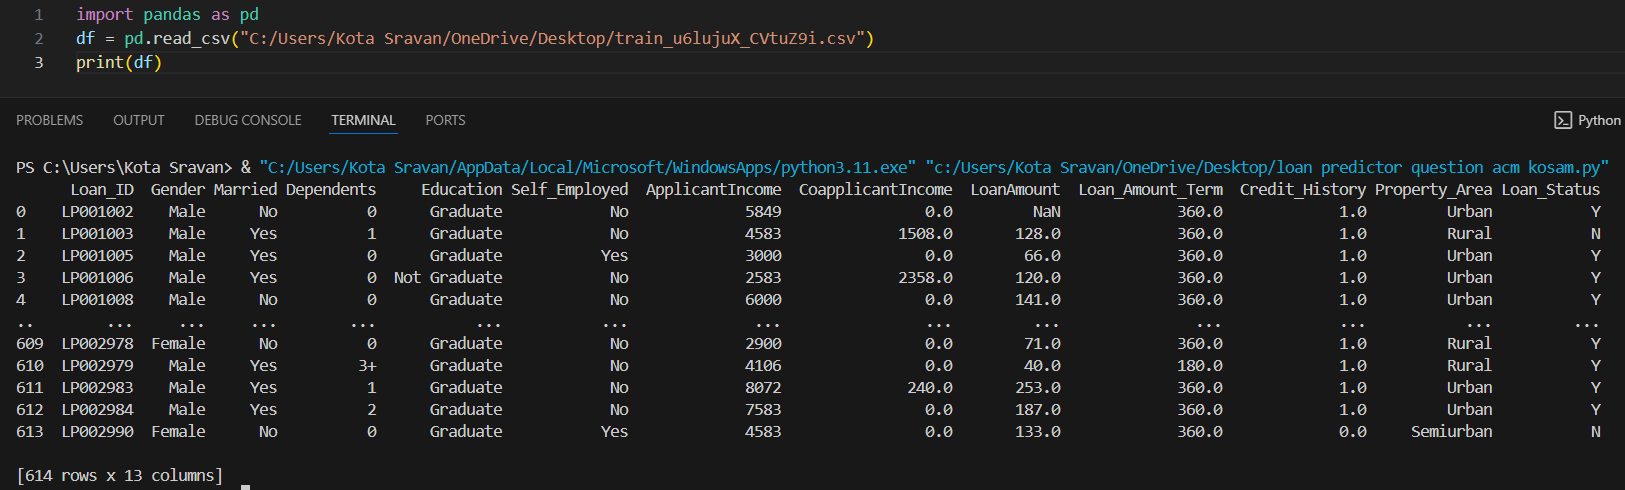 1 import pandas as pd
2 df = pd.read_csv("C:/Users/Kota Sravan/OneDrive/Desktop/train_u6lujuX_CVtuZ9i.csv")
3 print(df)
PROBLEMS OUTPUT DEBUG CONSOLE TERMINAL PORTS Python
PS C:\Users\Kota Sravan> & "C:/Users/Kota Sravan/AppData/Local/Microsoft/WindowsApps/python3.11.exe" "c:/Users/Kota Sravan/OneDrive/Desktop/loan predictor question acm kosam.py"
Loan_ID Gender Married Dependents Education Self_Employed ApplicantIncome CoapplicantIncome LoanAmount Loan_Amount_Term Credit_History Property_Area Loan_Status
0 LP001002 Male No 0 Graduate No 5849 0.0 NaN 360.0 1.0 Urban Y
1 LP001003 Male Yes 1 Graduate No 4583 1508.0 128.0 360.0 1.0 Rural N
2 LP001005 Male Yes 0 Graduate Yes 3000 0.0 66.0 360.0 1.0 Urban Y
3 LP001006 Male Yes 0 Not Graduate No 2583 2358.0 120.0 360.0 1.0 Urban Y
4 LP001008 Male No 0 Graduate No 6000 0.0 141.0 360.0 1.0 Urban Y
.. ... ... ... ... ... ... ... ... ... ... ... ... ...
609 LP002978 Female No 0 Graduate No 2900 0.0 71.0 360.0 1.0 Rural Y
610 LP002979 Male Yes 3+ Graduate No 4106 0.0 40.0 180.0 1.0 Rural Y
611 LP002983 Male Yes 1 Graduate No 8072 240.0 253.0 360.0 1.0 Urban Y
612 LP002984 Male Yes 2 Graduate No 7583 0.0 187.0 360.0 1.0 Urban Y
613 LP002990 Female No 0 Graduate Yes 4583 0.0 133.0 360.0 0.0 Semiurban N
[614 rows x 13 columns]